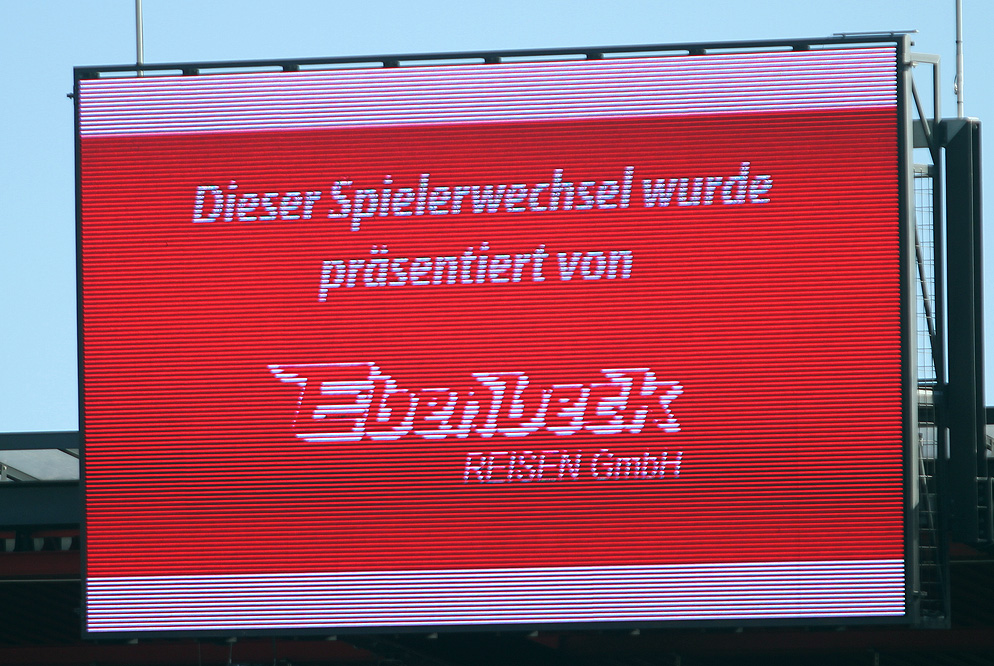 Dieser Spielerwechsel wurde
präsentiert von
Ebenbeck
REISEN GmbH